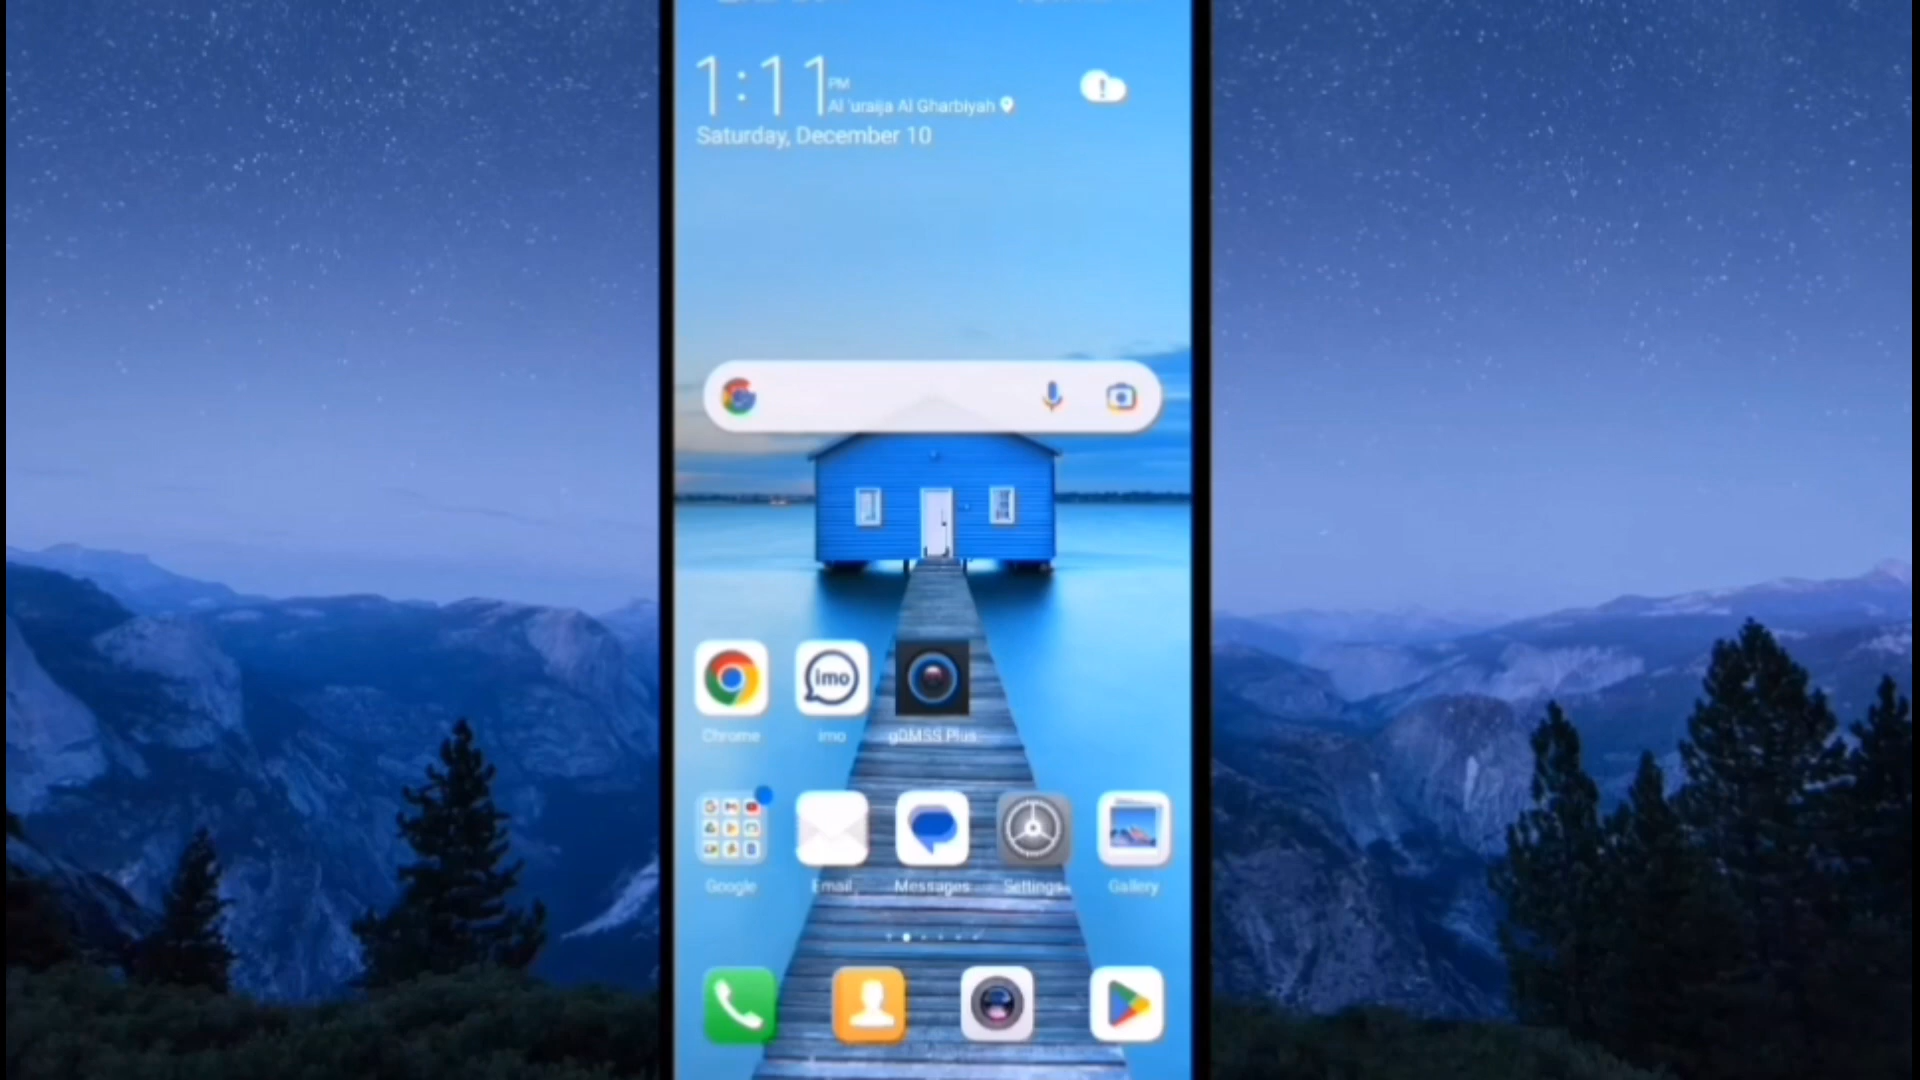 1:11 PM
Al 'uraija Al Gharbiyah
Saturday, December 10
imo
Chrome
imo
gDMSS Plus
Google
Email
Messages
Settings
Gallery